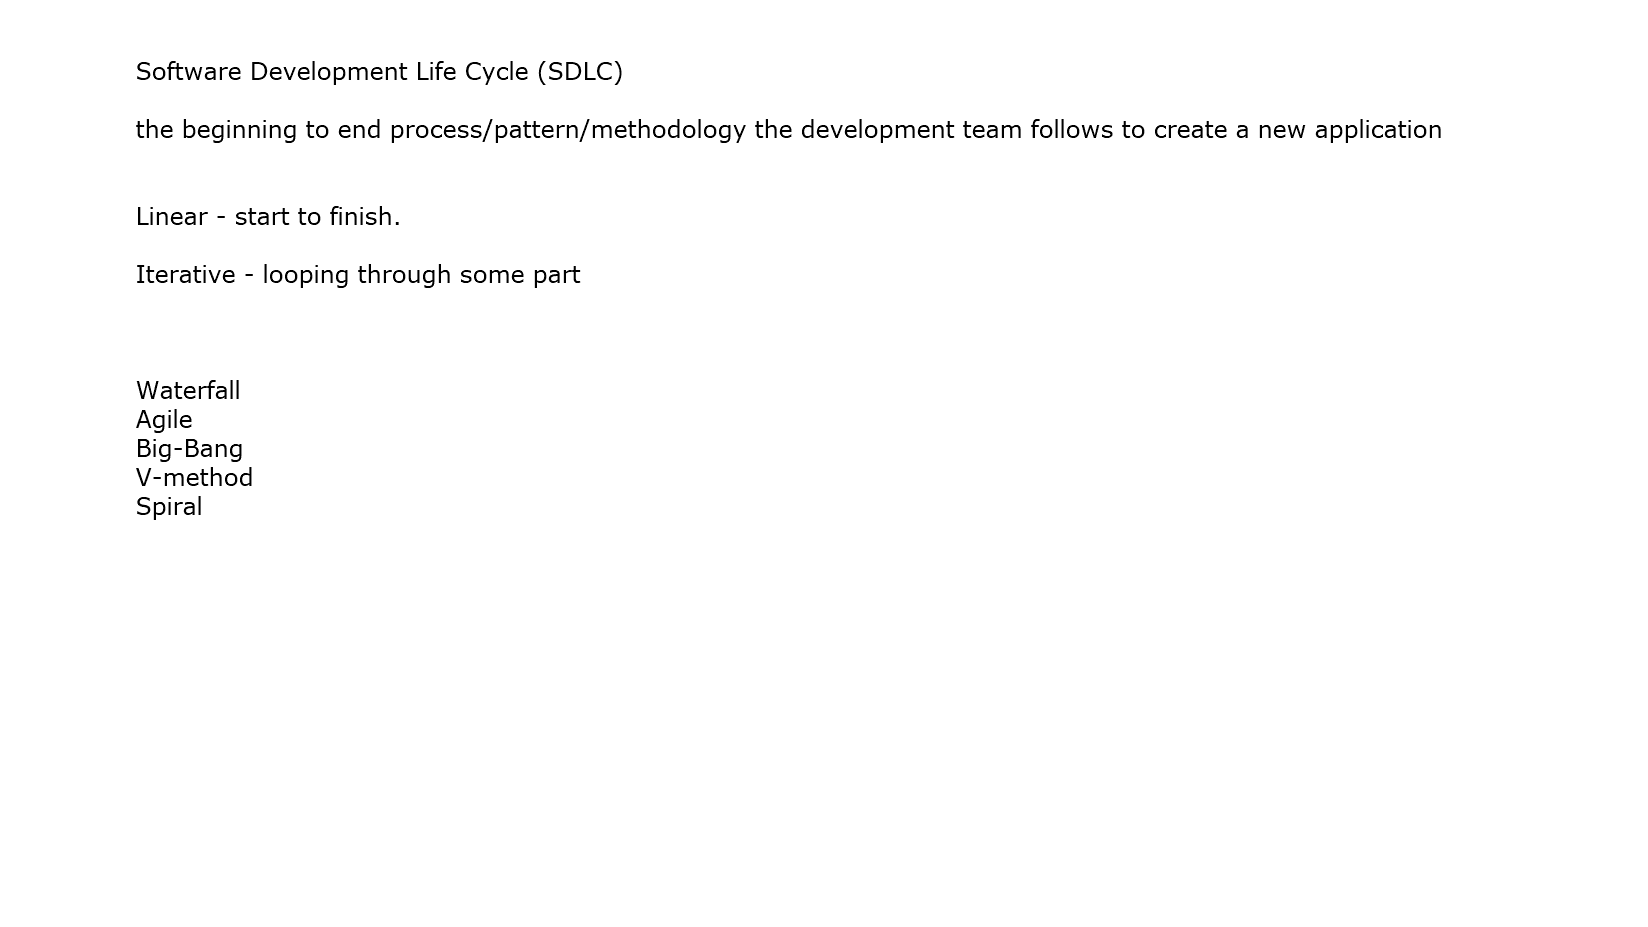 Software Development Life Cycle (SDLC)
the beginning to end process/pattern/methodology the development team follows to create a new application
Linear - start to finish.
Iterative - looping through some part
Waterfall
Agile
Big-Bang
V-method
Spiral